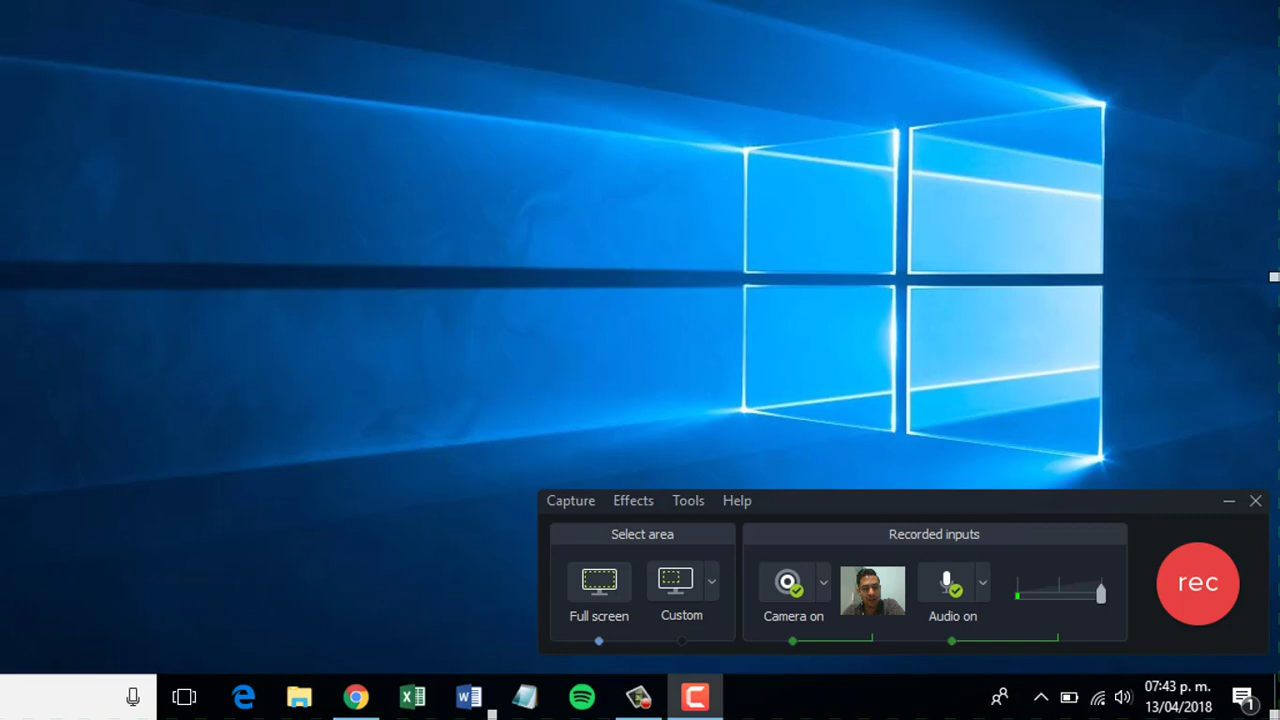 Capture Effects Tools Help
Select area Recorded inputs
rec
Full screen Custom Camera on Audio on
07:43 p. m.
13/04/2018
1